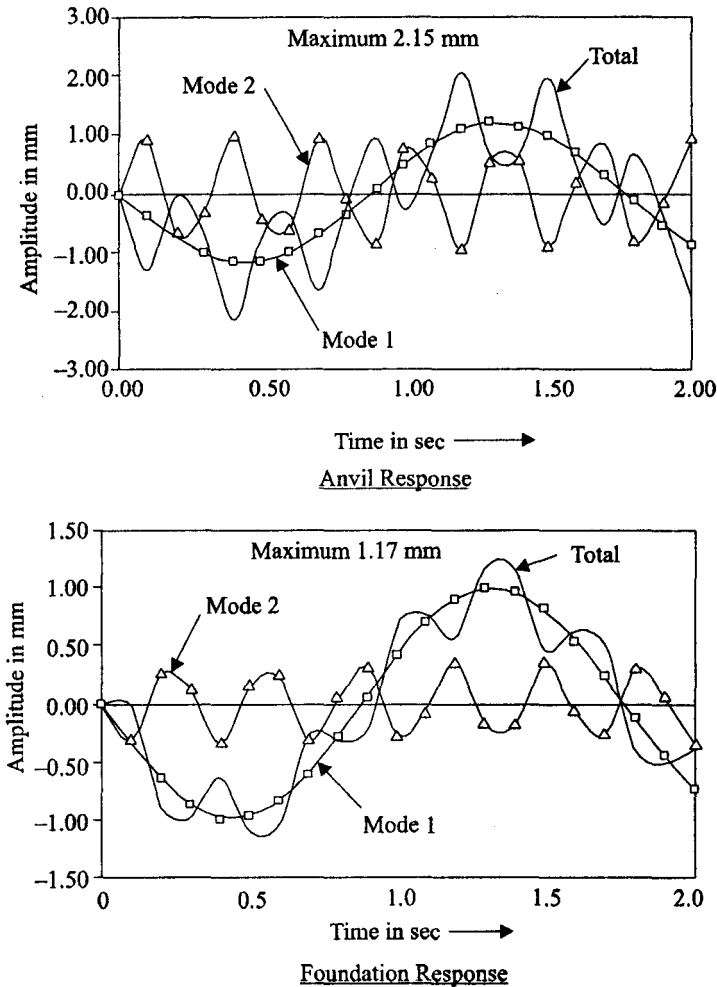 3.00
Maximum 2.15 mm
Total
Mode 2
2.00
1.00
0.00
−1.00
−2.00
−3.00
Amplitude in mm
Mode 1
0.00
0.50
1.00
1.50
2.00
Time in sec
Anvil Response
1.50
Maximum 1.17 mm
Total
Mode 2
1.00
0.50
0.00
−0.50
−1.00
−1.50
Amplitude in mm
Mode 1
0
0.5
1.0
1.5
2.0
Time in sec
Foundation Response